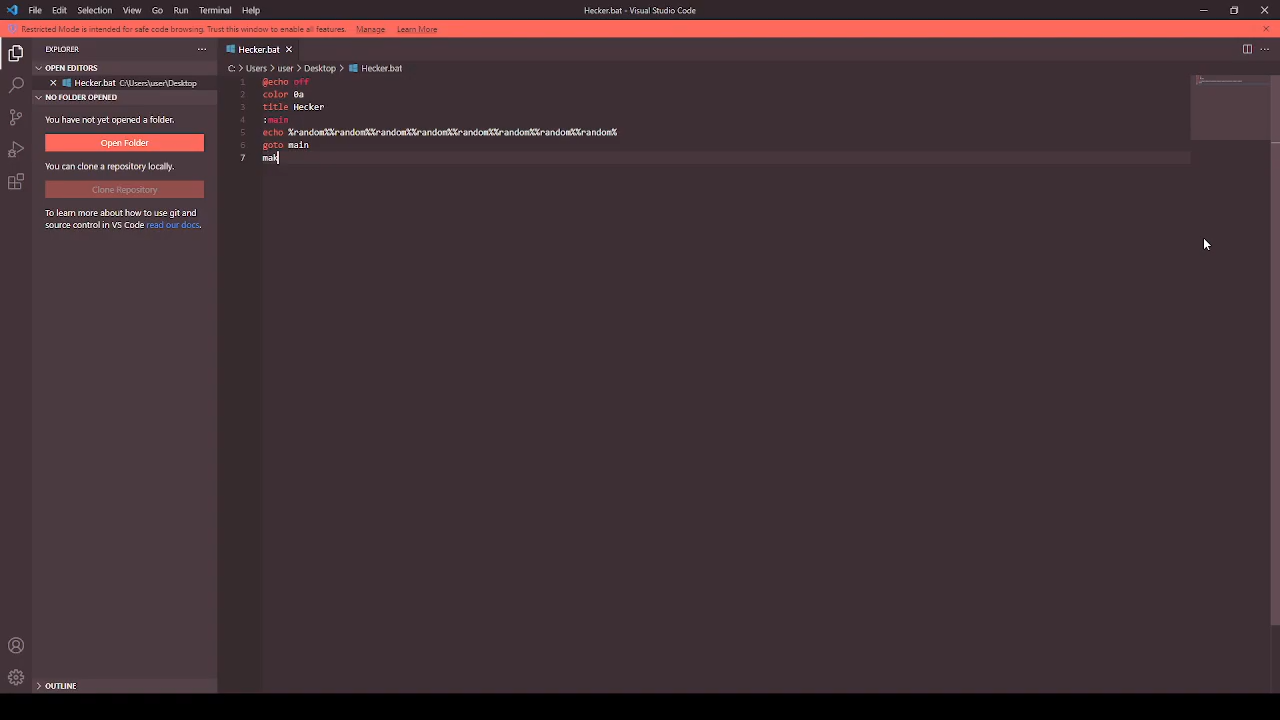 File Edit Selection View Go Run Terminal Help Hecker.bat - Visual Studio Code
Restricted Mode is intended for safe code browsing. Trust this window to enable all features. Manage Learn More
EXPLORER
OPEN EDITORS
Hecker.bat C:\Users\user\Desktop
NO FOLDER OPENED
You have not yet opened a folder.
Open Folder
You can clone a repository locally.
Clone Repository
To learn more about how to use git and
source control in VS Code read our docs.
OUTLINE
Hecker.bat
C: > Users > user > Desktop > Hecker.bat
1 @echo off
2 color 0a
3 title Hecker
4 :main
5 echo %random%%random%%random%%random%%random%%random%%random%%random%
6 goto main
7 mak